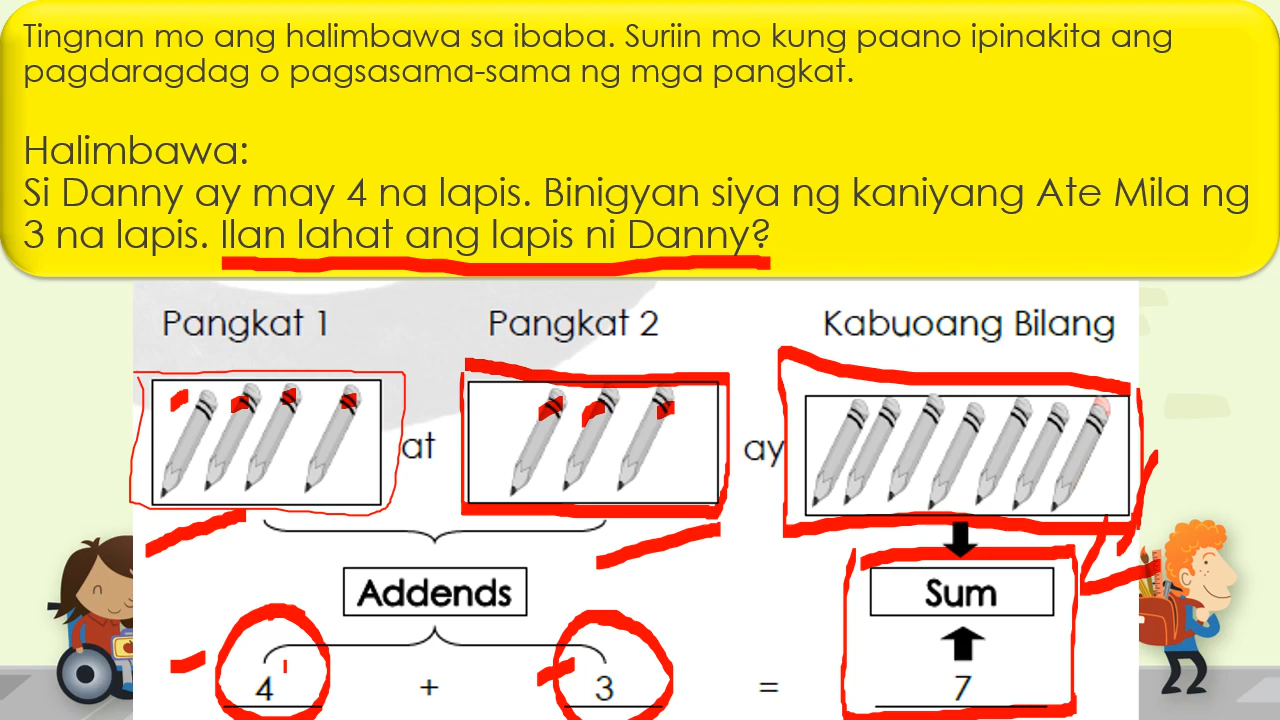 Tingnan mo ang halimbawa sa ibaba. Suriin mo kung paano ipinakita ang
pagdaragdag o pagsasama-sama ng mga pangkat.
Halimbawa:
Si Danny ay may 4 na lapis. Binigyan siya ng kaniyang Ate Mila ng
3 na lapis. Ilan lahat ang lapis ni Danny?
Pangkat 1 Pangkat 2 Kabuoang Bilang
at ay
Addends Sum
4 + 3 = 7